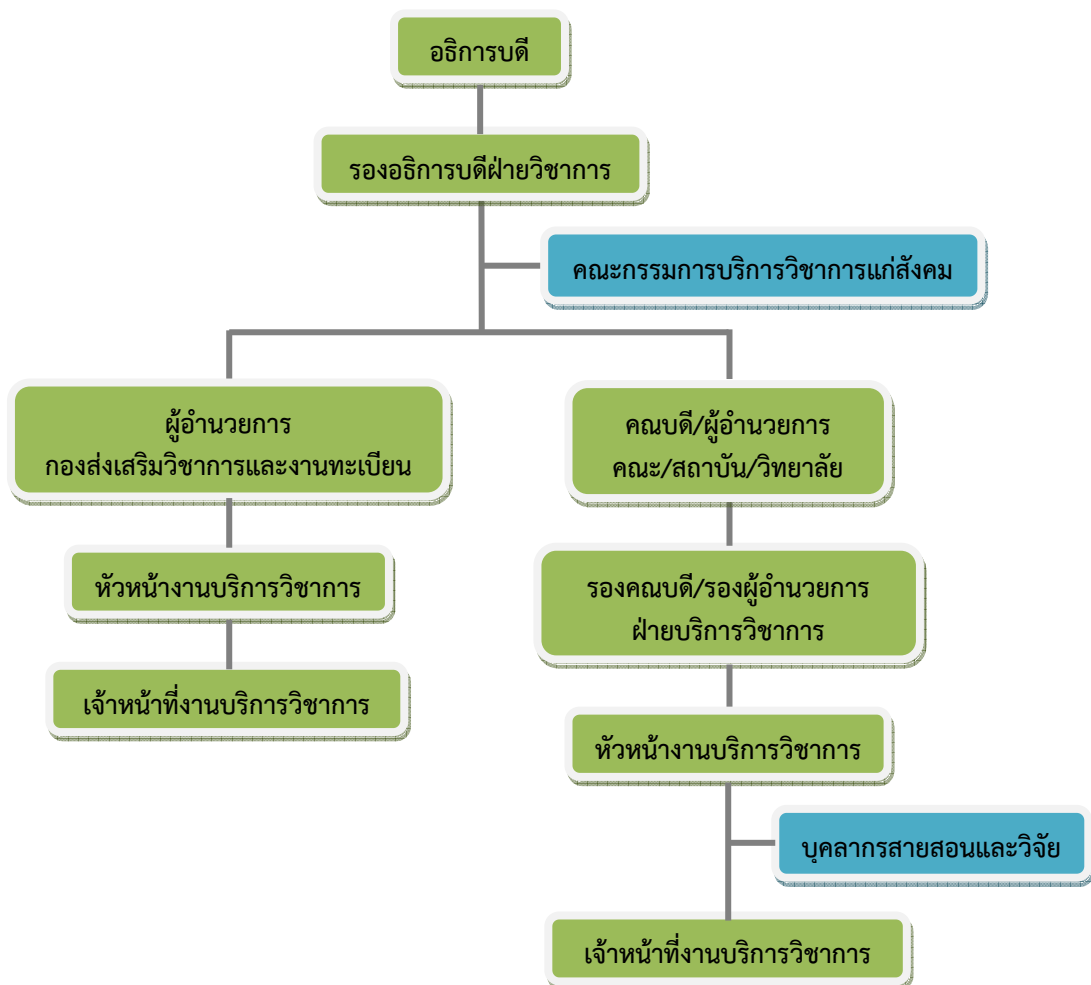 อธิการบดี
รองอธิการบดีฝ่ายวิชาการ
คณะกรรมการบริการวิชาการแก่สังคม
ผู้อำนวยการ
กองส่งเสริมวิชาการและงานทะเบียน
หัวหน้างานบริการวิชาการ
เจ้าหน้าที่งานบริการวิชาการ
คณบดี/ผู้อำนวยการ
คณะ/สถาบัน/วิทยาลัย
รองคณบดี/รองผู้อำนวยการ
ฝ่ายบริการวิชาการ
หัวหน้างานบริการวิชาการ
บุคลากรสายสอนและวิจัย
เจ้าหน้าที่งานบริการวิชาการ